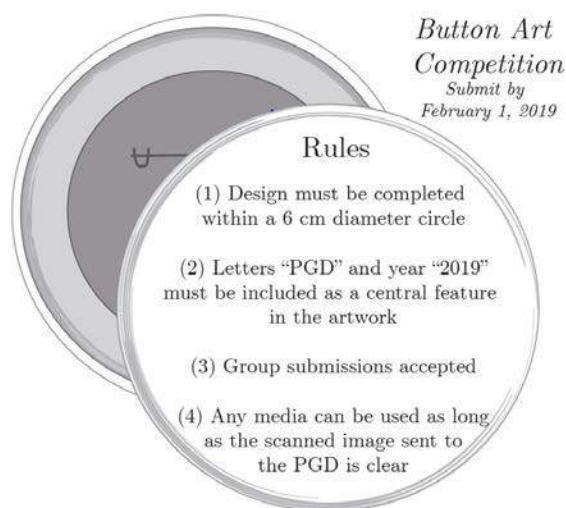 Button Art
Competition
Submit by
February 1, 2019
Rules
(1) Design must be completed
within a 6 cm diameter circle
(2) Letters “PGD” and year “2019”
must be included as a central feature
in the artwork
(3) Group submissions accepted
(4) Any media can be used as long
as the scanned image sent to
the PGD is clear